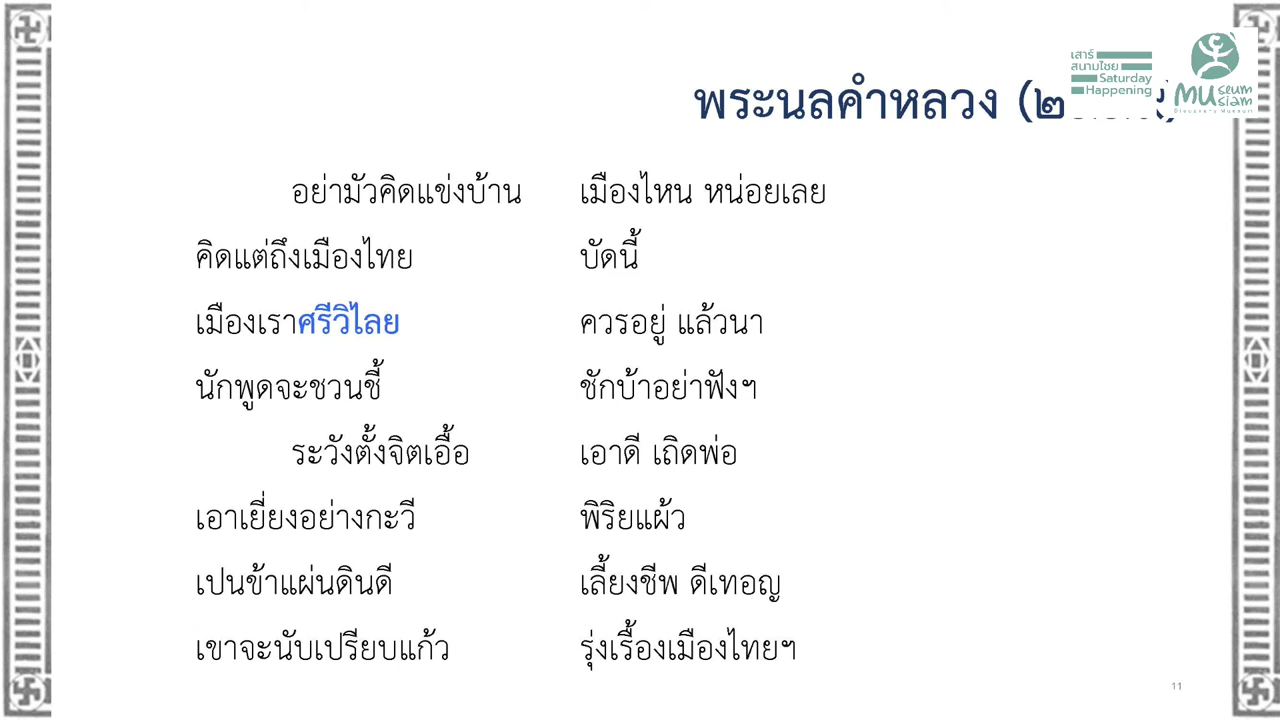 เสาร์
สนามไชย
Saturday
Happening
MUseum
Siam
Discovery Museum
พระนลคำหลวง (๒
อย่ามัวคิดแข่งบ้าน เมืองไหน หน่อยเลย
คิดแต่ถึงเมืองไทย บัดนี้
เมืองเราศรีวิไลย ควรอยู่ แล้วนา
นักพูดจะชวนชี้ ชักบ้าอย่าฟังฯ
ระวังตั้งจิตเอื้อ เอาดี เถิดพ่อ
เอาเยี่ยงอย่างกะวี พิริยแผ้ว
เปนข้าแผ่นดินดี เลี้ยงชีพ ดีเทอญ
เขาจะนับเปรียบแก้ว รุ่งเรื้องเมืองไทยฯ
11